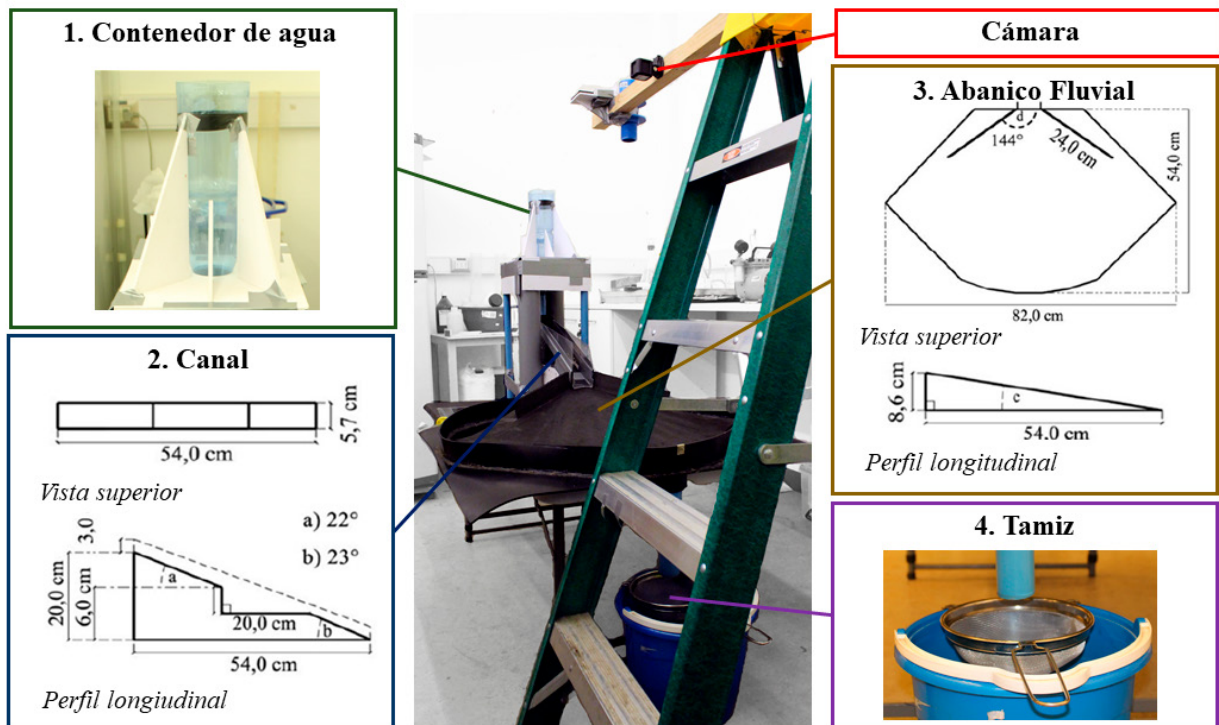 1. Contenedor de agua
Cámara
3. Abanico Fluvial
d
144°
24,0 cm
54,0 cm
82,0 cm
Vista superior
8,6 cm
c
54.0 cm
Perfil longitudinal
2. Canal
5,7 cm
54,0 cm
Vista superior
3,0
a) 22°
b) 23°
20,0 cm
6,0 cm
a
20,0 cm
b
54,0 cm
Perfil longiudinal
4. Tamiz